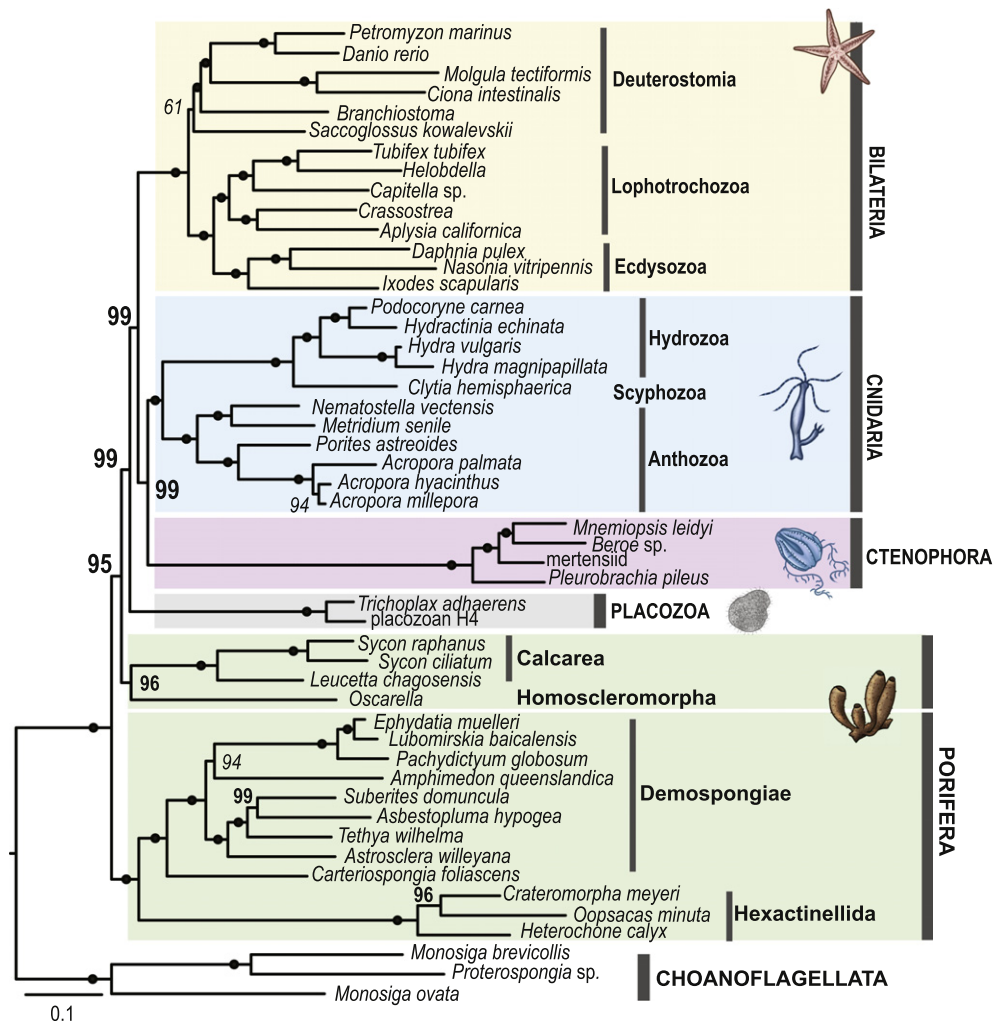 Petromyzon marinus
Danio rerio
Molgula tectiformis
Ciona intestinalis
Deuterostomia
61
Branchiostoma
Saccoglossus kowalevskii
Tubifex tubifex
Helobdella
Capitella sp.
Lophotrochozoa
Crassostrea
Aplysia californica
Daphnia pulex
Nasonia vitripennis
Ecdysozoa
Ixodes scapularis
BILATERIA
99
Podocoryne carnea
Hydractinia echinata
Hydrozoa
Hydra vulgaris
Hydra magnipapillata
Clytia hemisphaerica
Scyphozoa
Nematostella vectensis
Metridium senile
Porites astreoides
Anthozoa
Acropora palmata
Acropora hyacinthus
Acropora millepora
94
CNIDARIA
99
99
Mnemiopsis leidyi
Beroe sp.
mertensiid
Pleurobrachia pileus
CTENOPHORA
95
Trichoplax adhaerens
placozoan H4
PLACOZOA
Sycon raphanus
Sycon ciliatum
Calcarea
Leucetta chagosensis
96
Oscarella
Homoscleromorpha
Ephydatia muelleri
Lubomirskia baicalensis
Pachydictyum globosum
94
Amphimedon queenslandica
99
Suberites domuncula
Demospongiae
Asbestopluma hypogea
Tethya wilhelma
Astrosclera willeyana
Carteriospongia foliascens
96
Crateromorpha meyeri
Oopsacas minuta
Hexactinellida
Heterochone calyx
PORIFERA
Monosiga brevicollis
Proterospongia sp.
CHOANOFLAGELLATA
Monosiga ovata
0.1